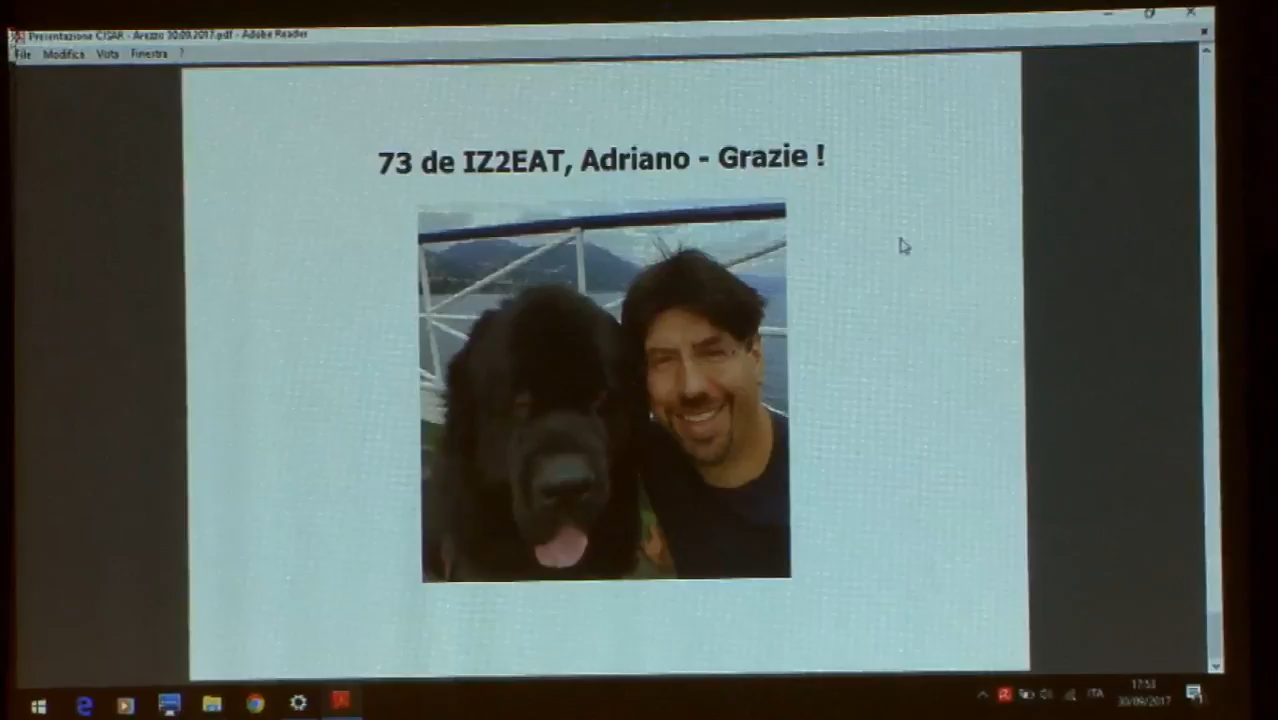 Presentazione CISAR - Arezzo 30.09.2017.pdf - Adobe Reader
File Modifica Vista Finestra ?
73 de IZ2EAT, Adriano - Grazie !
ITA
17:53
30/09/2017